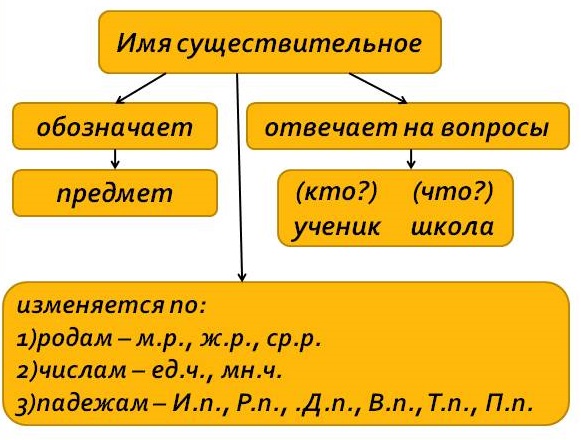 Имя существительное
обозначает
отвечает на вопросы
предмет
(кто?) (что?)
ученик школа
изменяется по:
1)родам – м.р., ж.р., ср.р.
2)числам – ед.ч., мн.ч.
3)падежам – И.п., Р.п., .Д.п., В.п., Т.п., П.п.